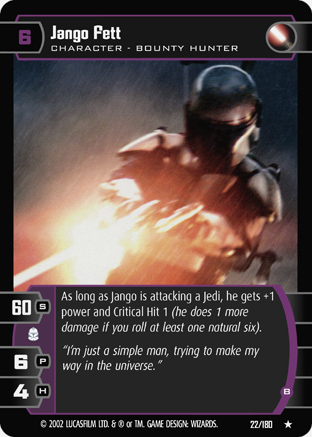 6
Jango Fett
CHARACTER - BOUNTY HUNTER
60 S
As long as Jango is attacking a Jedi, he gets +1
power and Critical Hit 1 (he does 1 more
damage if you roll at least one natural six).
6 P
"I'm just a simple man, trying to make my
way in the universe."
4 H
B
© 2002 LUCASFILM LTD. & ® or TM. GAME DESIGN: WIZARDS.
22/180